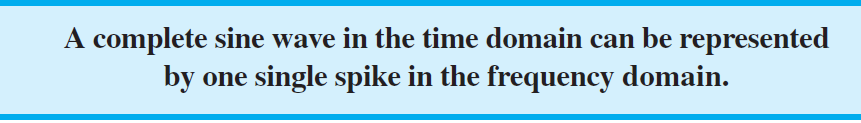 A complete sine wave in the time domain can be represented
by one single spike in the frequency domain.